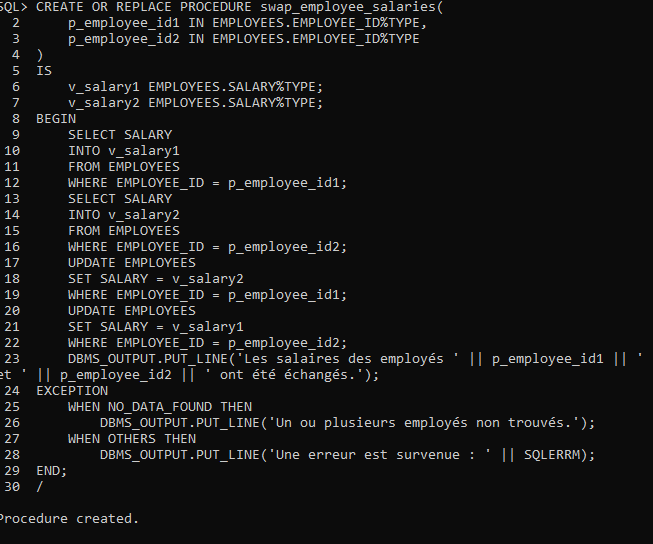 SQL> CREATE OR REPLACE PROCEDURE swap_employee_salaries(
  2      p_employee_id1 IN EMPLOYEES.EMPLOYEE_ID%TYPE,
  3      p_employee_id2 IN EMPLOYEES.EMPLOYEE_ID%TYPE
  4  )
  5  IS
  6      v_salary1 EMPLOYEES.SALARY%TYPE;
  7      v_salary2 EMPLOYEES.SALARY%TYPE;
  8  BEGIN
  9      SELECT SALARY
 10      INTO v_salary1
 11      FROM EMPLOYEES
 12      WHERE EMPLOYEE_ID = p_employee_id1;
 13      SELECT SALARY
 14      INTO v_salary2
 15      FROM EMPLOYEES
 16      WHERE EMPLOYEE_ID = p_employee_id2;
 17      UPDATE EMPLOYEES
 18      SET SALARY = v_salary2
 19      WHERE EMPLOYEE_ID = p_employee_id1;
 20      UPDATE EMPLOYEES
 21      SET SALARY = v_salary1
 22      WHERE EMPLOYEE_ID = p_employee_id2;
 23      DBMS_OUTPUT.PUT_LINE('Les salaires des employés ' || p_employee_id1 || '
et ' || p_employee_id2 || ' ont été échangés.');
 24  EXCEPTION
 25      WHEN NO_DATA_FOUND THEN
 26          DBMS_OUTPUT.PUT_LINE('Un ou plusieurs employés non trouvés.');
 27      WHEN OTHERS THEN
 28          DBMS_OUTPUT.PUT_LINE('Une erreur est survenue : ' || SQLERRM);
 29  END;
 30  /
Procedure created.